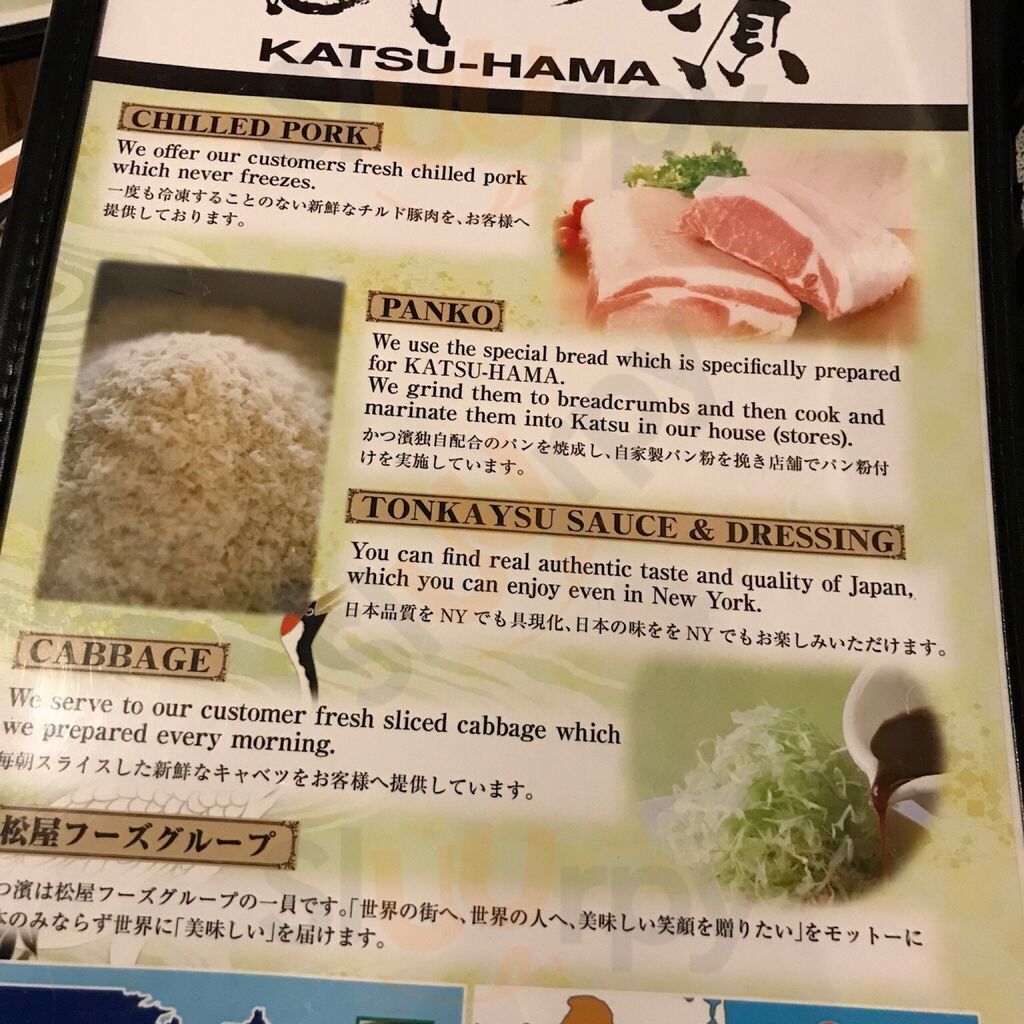 KATSU-HAMA
CHILLED PORK
We offer our customers fresh chilled pork
which never freezes.
一度も冷凍することのない新鮮なチルド豚肉を、お客様へ
提供しております。
PANKO
We use the special bread which is specifically prepared
for KATSU-HAMA.
We grind them to breadcrumbs and then cook and
marinate them into Katsu in our house (stores).
かつ濱独自配合のパンを焼成し、自家製パン粉を挽き店舗でパン粉付
けを実施しています。
TONKAYSU SAUCE & DRESSING
You can find real authentic taste and quality of Japan,
which you can enjoy even in New York.
日本品質を NY でも具現化、日本の味をを NY でもお楽しみいただけます。
CABBAGE
We serve to our customer fresh sliced cabbage which
we prepared every morning.
毎朝スライスした新鮮なキャベツをお客様へ提供しています。
松屋フーズグループ
つ濱は松屋フーズグループの一員です。「世界の街へ、世界の人へ、美味しい笑顔を贈りたい」をモットーに
本のみならず世界に「美味しい」を届けます。